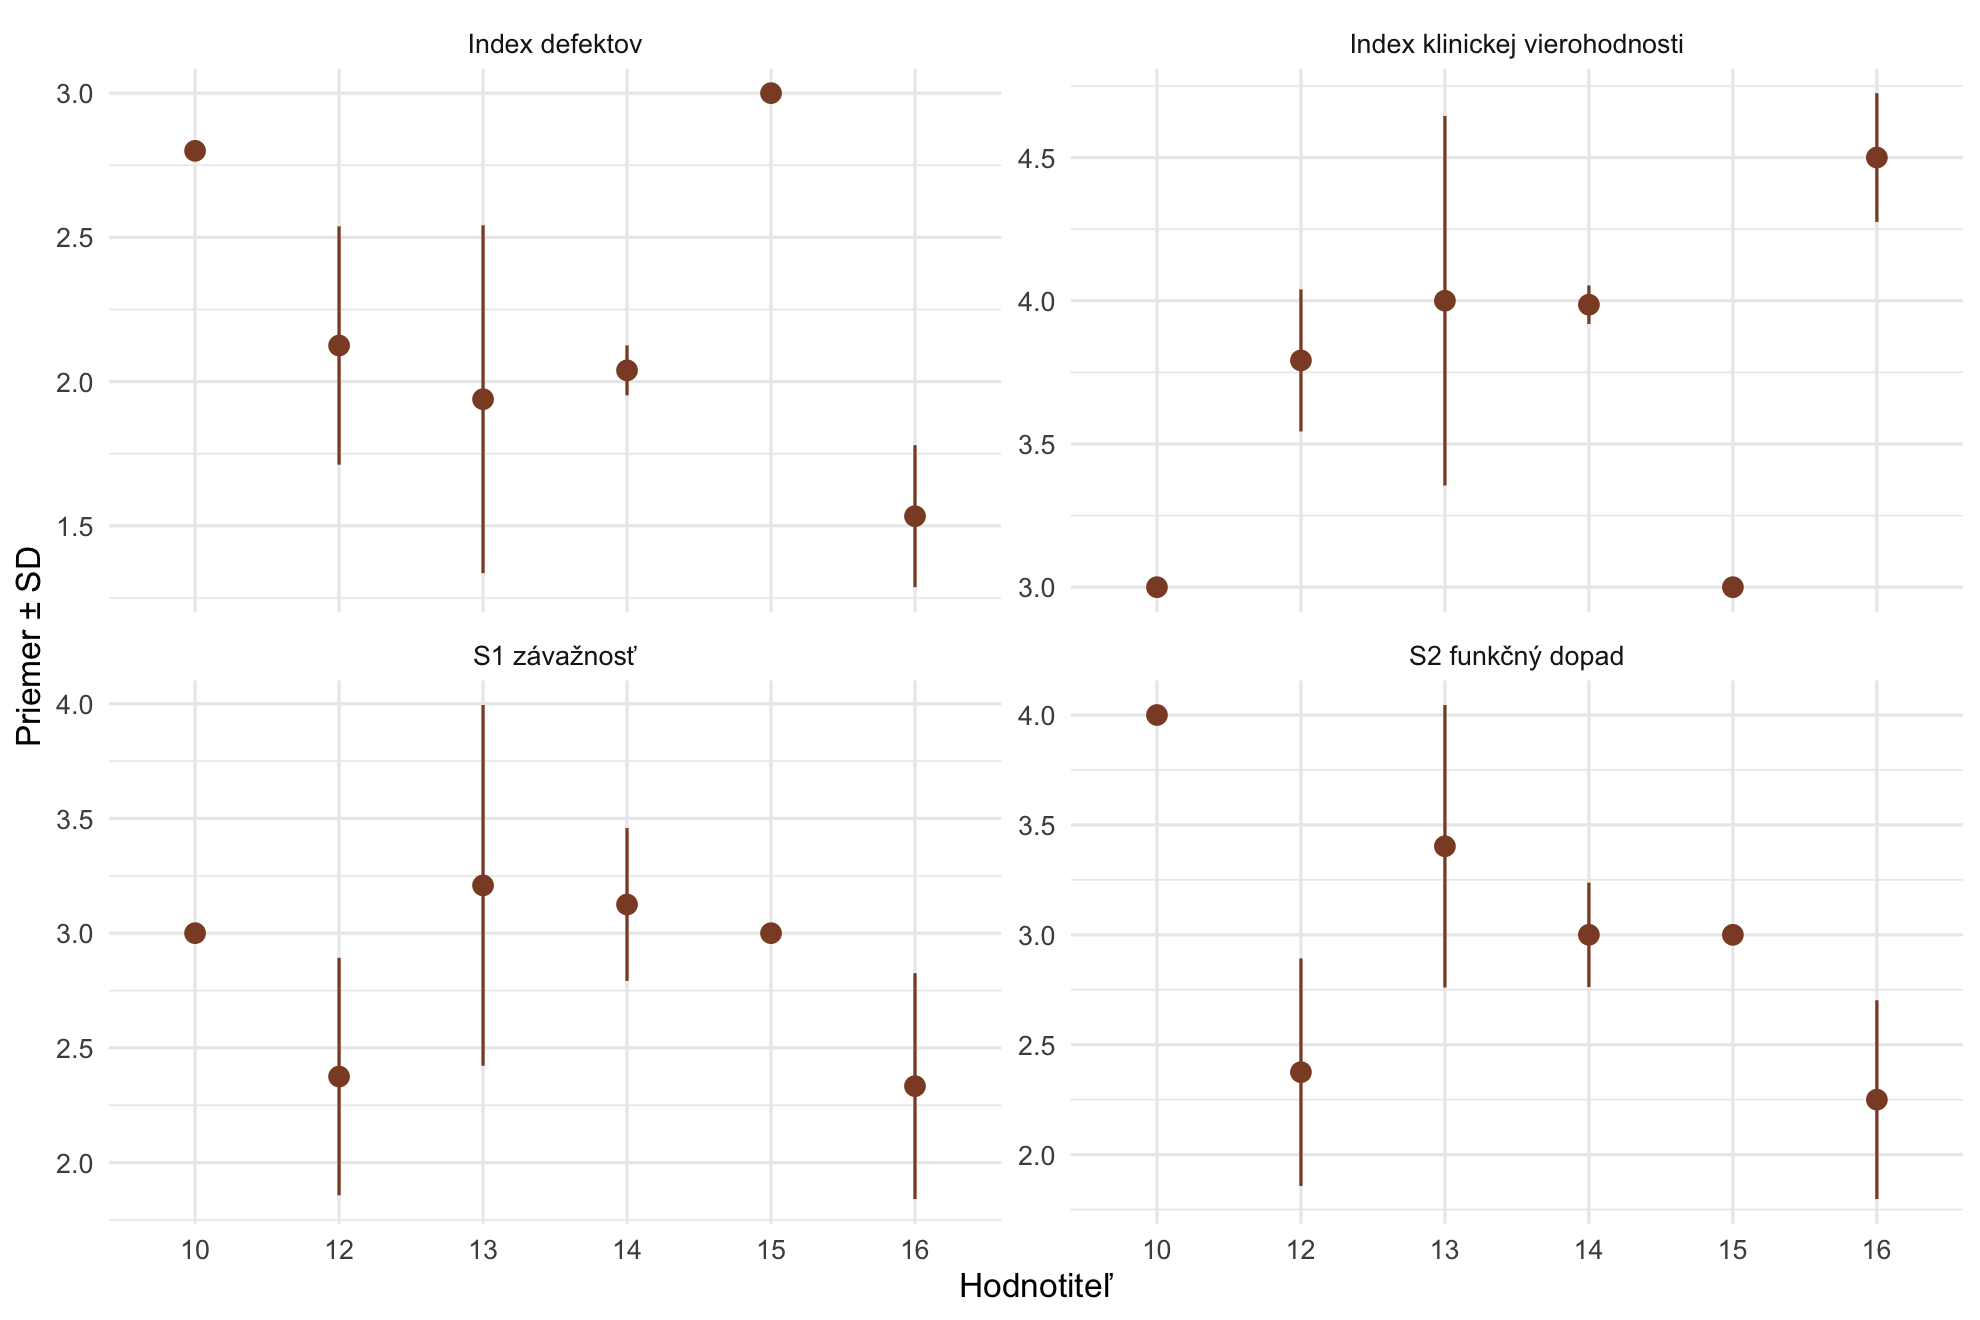 Index defektov
Index klinickej vierohodnosti
3.0
2.5
2.0
1.5
4.5
4.0
3.5
3.0
Priemer ± SD
S1 závažnosť
S2 funkčný dopad
4.0
3.5
3.0
2.5
2.0
4.0
3.5
3.0
2.5
2.0
10 12 13 14 15 16
10 12 13 14 15 16
Hodnotiteľ